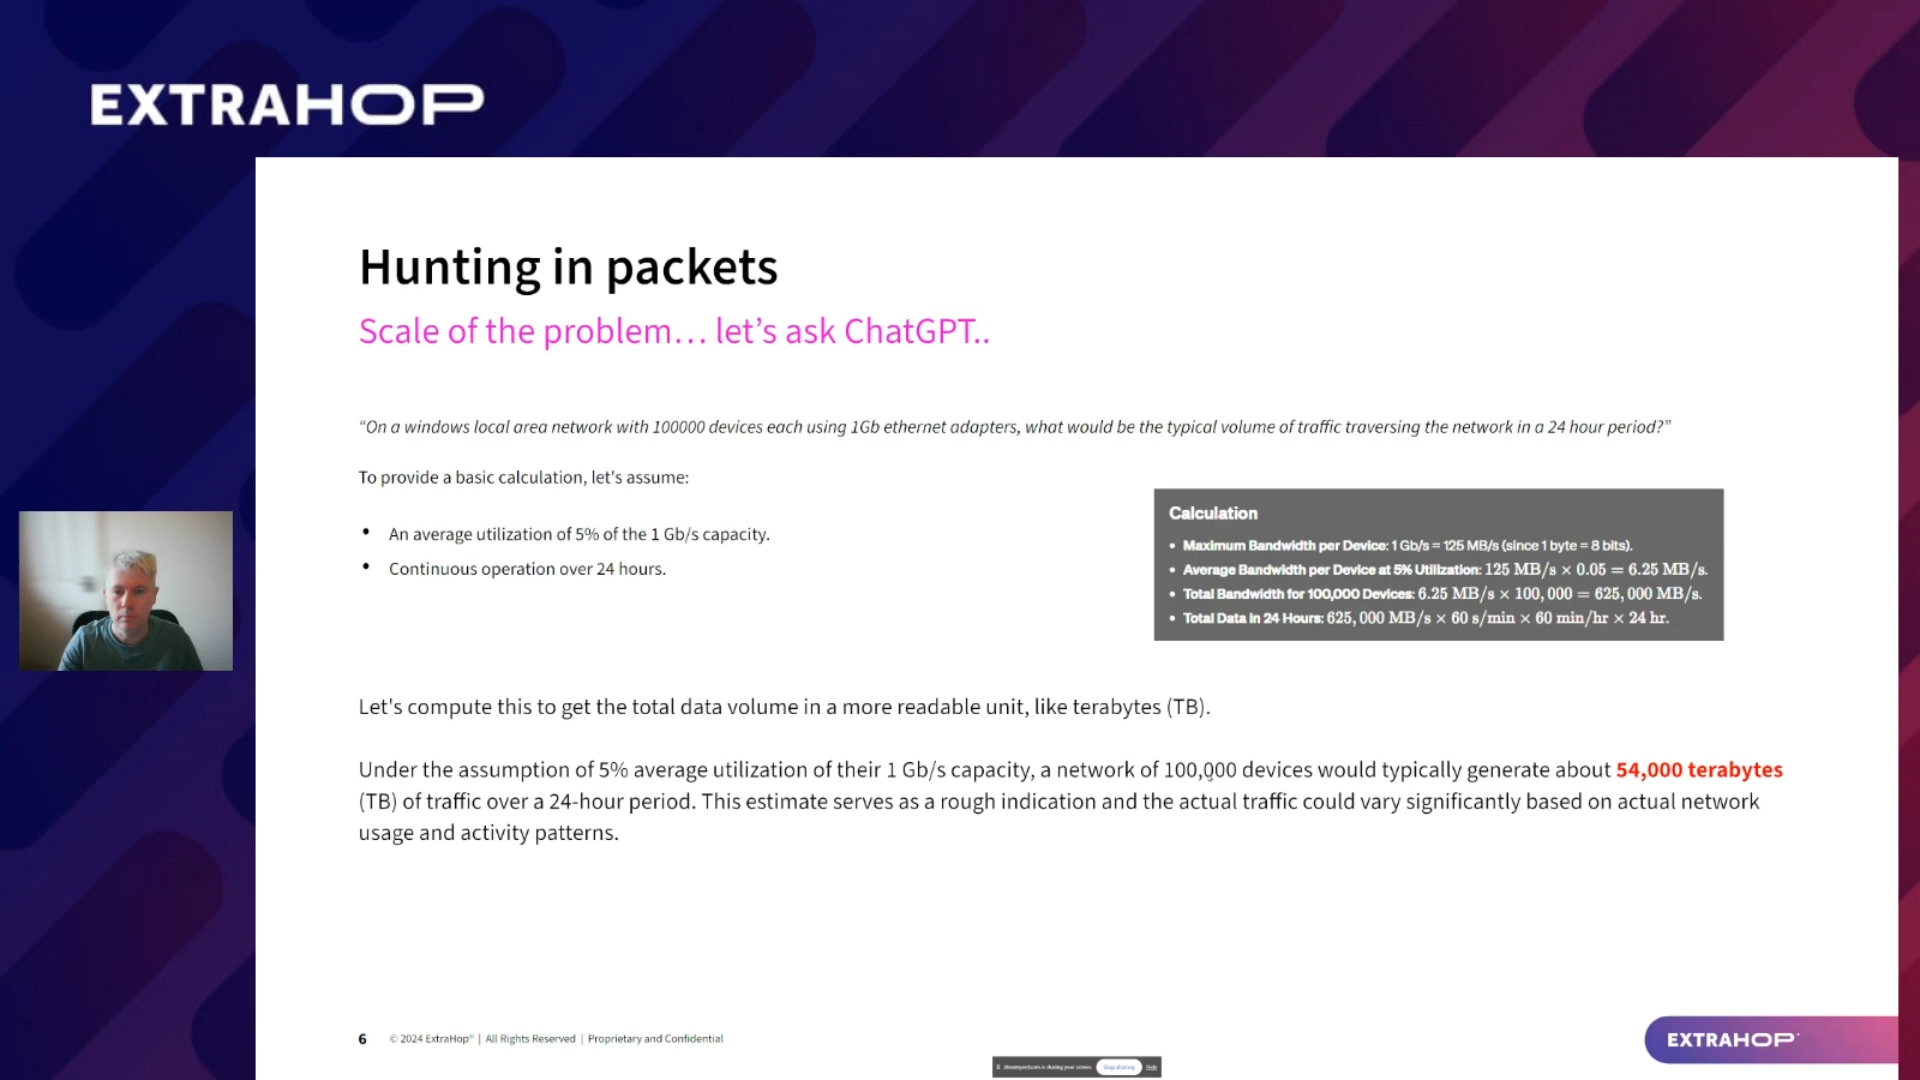 EXTRAHOP
Hunting in packets
Scale of the problem… let’s ask ChatGPT..
“On a windows local area network with 100000 devices each using 1Gb ethernet adapters, what would be the typical volume of traffic traversing the network in a 24 hour period?”
To provide a basic calculation, let's assume:
• An average utilization of 5% of the 1 Gb/s capacity.
• Continuous operation over 24 hours.
Calculation
• Maximum Bandwidth per Device: 1 Gb/s = 125 MB/s (since 1 byte = 8 bits).
• Average Bandwidth per Device at 5% Utilization: 125 MB/s × 0.05 = 6.25 MB/s.
• Total Bandwidth for 100,000 Devices: 6.25 MB/s × 100,000 = 625,000 MB/s.
• Total Data in 24 Hours: 625,000 MB/s × 60 s/min × 60 min/hr × 24 hr.
Let's compute this to get the total data volume in a more readable unit, like terabytes (TB).
Under the assumption of 5% average utilization of their 1 Gb/s capacity, a network of 100,000 devices would typically generate about 54,000 terabytes
(TB) of traffic over a 24-hour period. This estimate serves as a rough indication and the actual traffic could vary significantly based on actual network
usage and activity patterns.
6 © 2024 ExtraHop® | All Rights Reserved | Proprietary and Confidential
EXTRAHOP
is sharing your screen. Stop sharing Hide